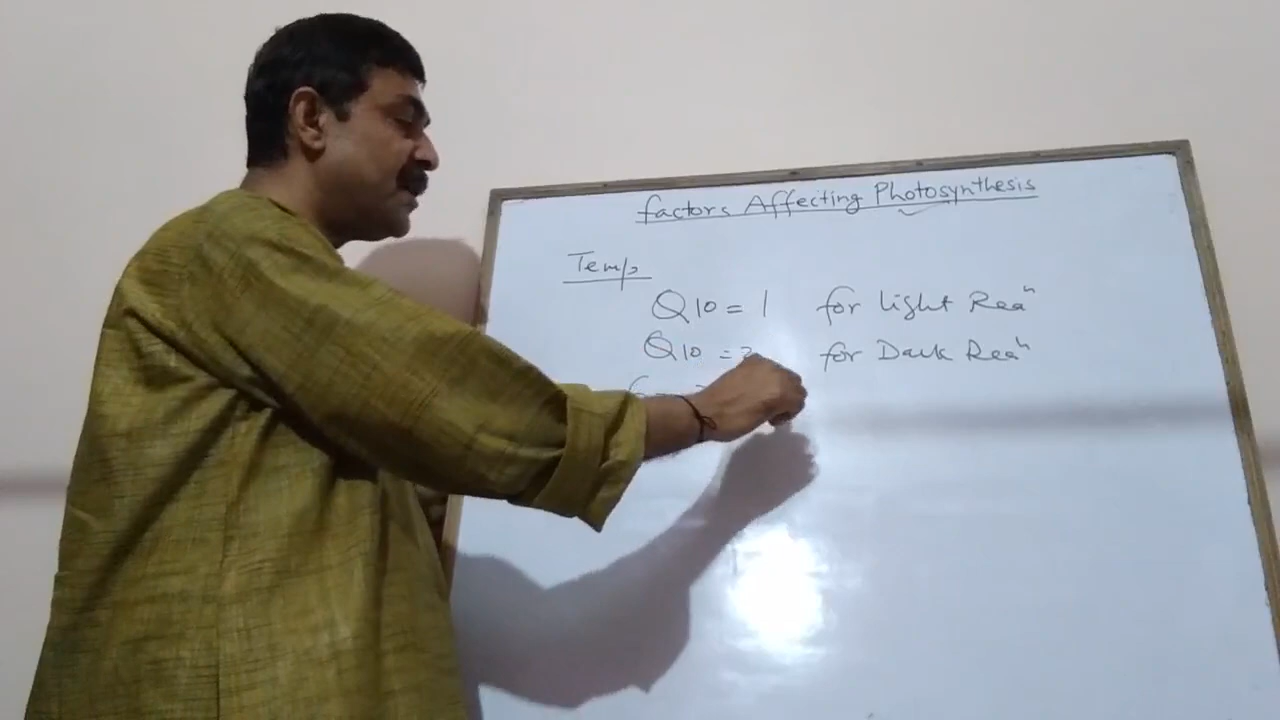 Factors Affecting Photosynthesis
Temp
Q10 = 1 for light Reaⁿ
Q10 = for Dark Reaⁿ